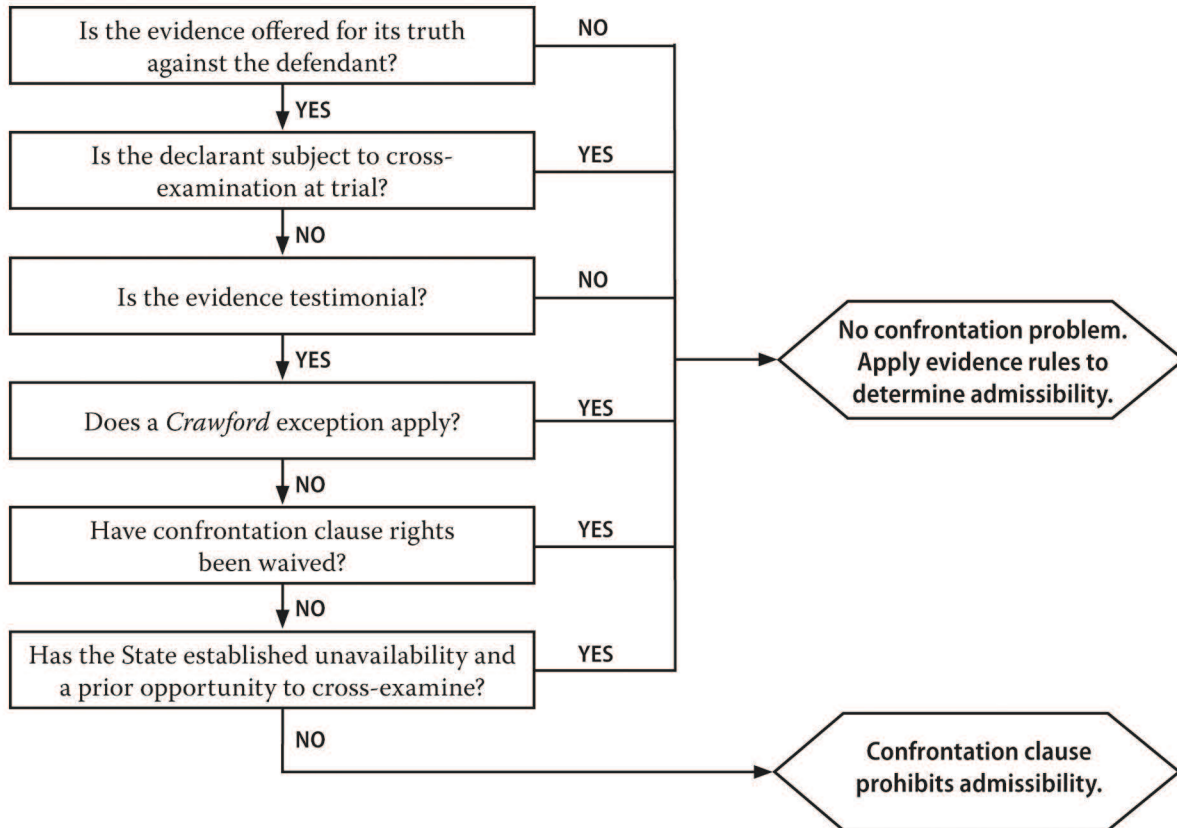 Is the evidence offered for its truth
against the defendant?
NO
YES
Is the declarant subject to cross-
examination at trial?
YES
NO
Is the evidence testimonial?
NO
YES
Does a Crawford exception apply?
YES
NO
Have confrontation clause rights
been waived?
YES
NO
Has the State established unavailability and
a prior opportunity to cross-examine?
YES
NO
No confrontation problem.
Apply evidence rules to
determine admissibility.
Confrontation clause
prohibits admissibility.